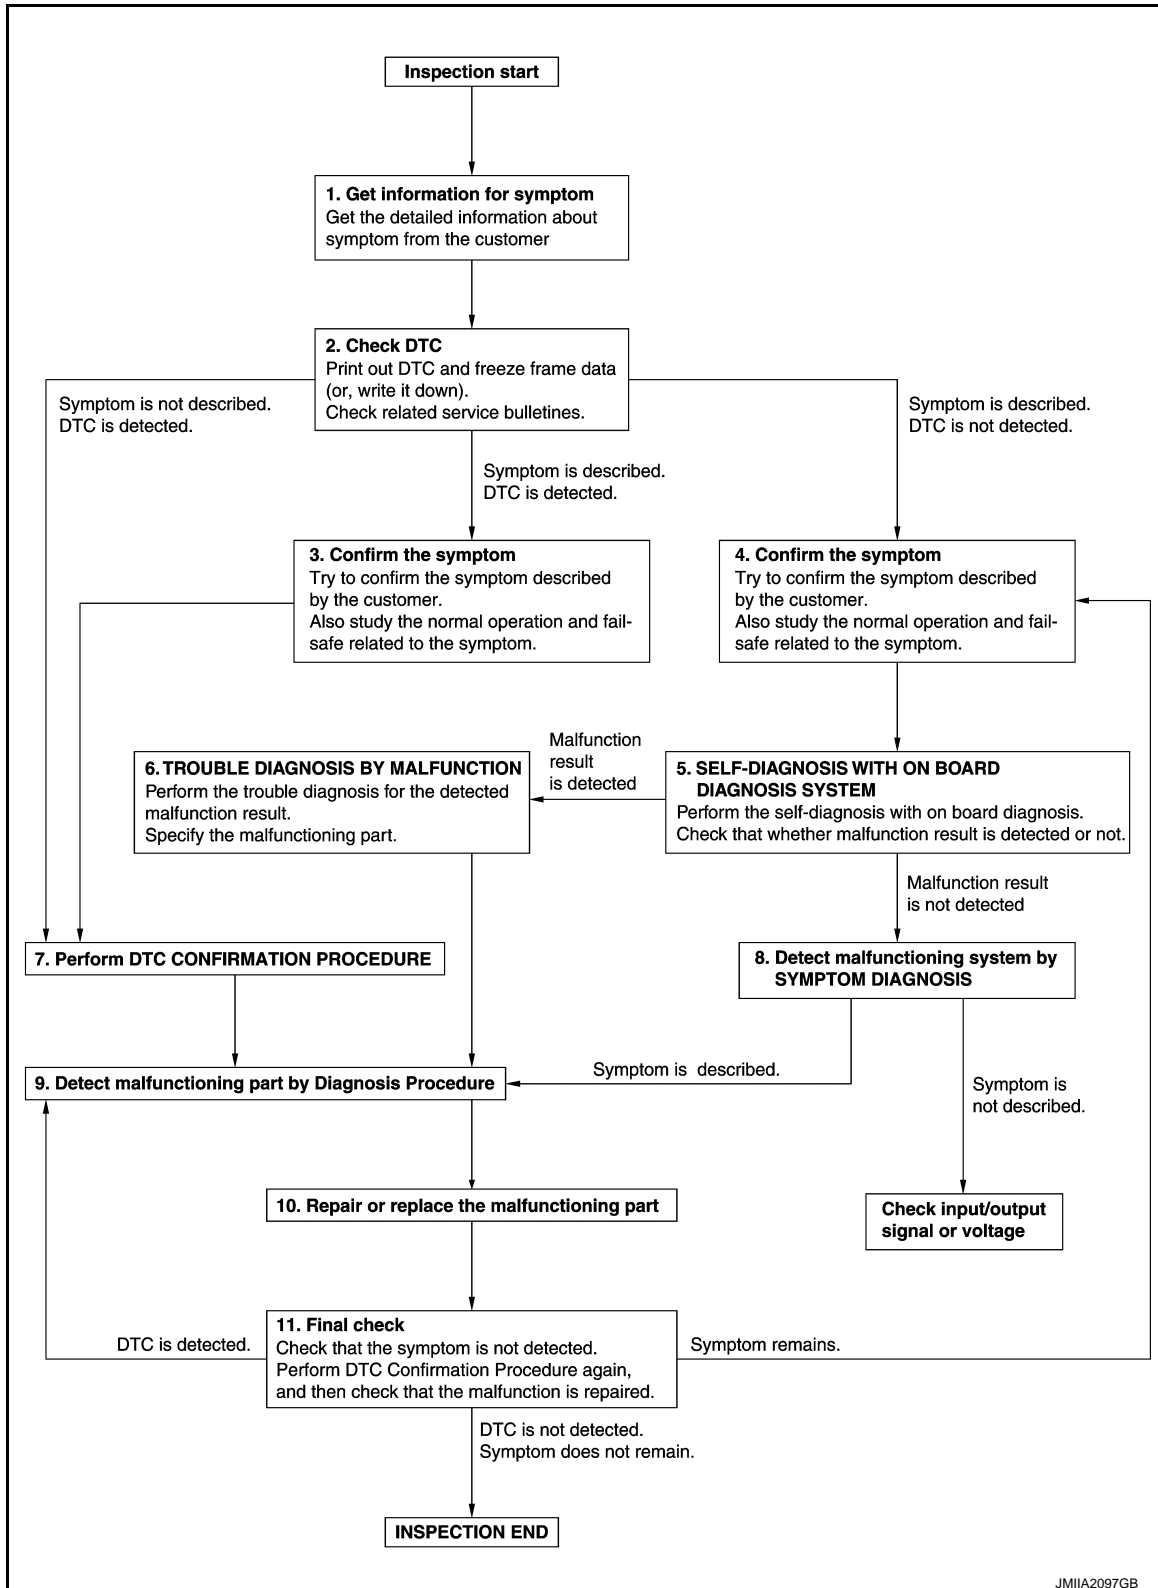 Inspection start
1. Get information for symptom
Get the detailed information about
symptom from the customer
2. Check DTC
Print out DTC and freeze frame data
(or, write it down).
Check related service bulletines.
Symptom is not described.
DTC is detected.
Symptom is described.
DTC is not detected.
Symptom is described.
DTC is detected.
3. Confirm the symptom
Try to confirm the symptom described
by the customer.
Also study the normal operation and fail-
safe related to the symptom.
4. Confirm the symptom
Try to confirm the symptom described
by the customer.
Also study the normal operation and fail-
safe related to the symptom.
Malfunction
result
is detected
6. TROUBLE DIAGNOSIS BY MALFUNCTION
Perform the trouble diagnosis for the detected
malfunction result.
Specify the malfunctioning part.
5. SELF-DIAGNOSIS WITH ON BOARD
DIAGNOSIS SYSTEM
Perform the self-diagnosis with on board diagnosis.
Check that whether malfunction result is detected or not.
Malfunction result
is not detected
7. Perform DTC CONFIRMATION PROCEDURE
8. Detect malfunctioning system by
SYMPTOM DIAGNOSIS
Symptom is described.
9. Detect malfunctioning part by Diagnosis Procedure
Symptom is
not described.
10. Repair or replace the malfunctioning part
Check input/output
signal or voltage
11. Final check
Check that the symptom is not detected.
Perform DTC Confirmation Procedure again,
and then check that the malfunction is repaired.
DTC is detected.
Symptom remains.
DTC is not detected.
Symptom does not remain.
INSPECTION END
JMIIA2097GB